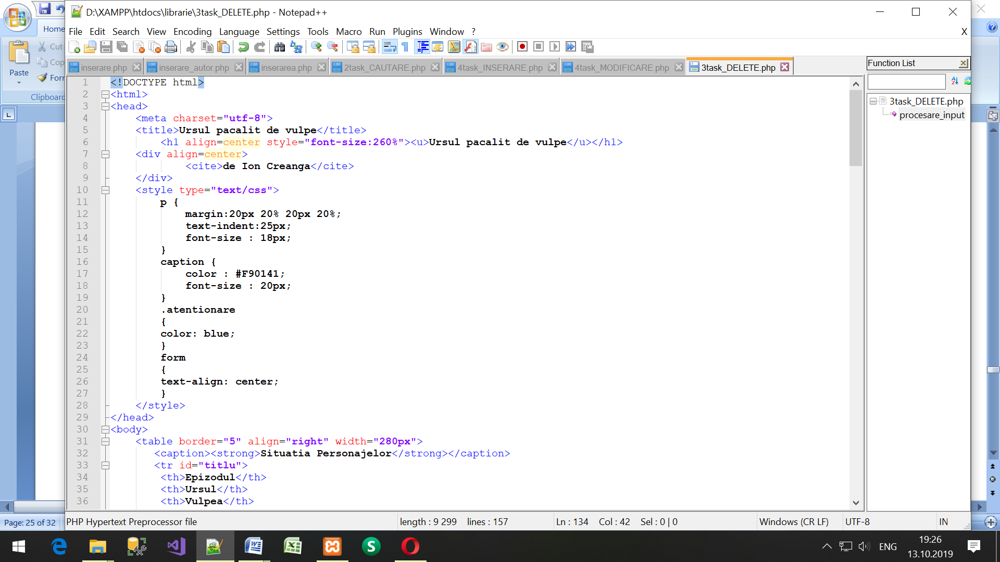 D:\XAMPP\htdocs\librarie\3task_DELETE.php - Notepad++
File Edit Search View Encoding Language Settings Tools Macro Run Plugins Window ? X
Home
Cut
Paste
Clipboard
inserare.php inserare_autor.php inserarea.php 2task_CAUTARE.php 4task_INSERARE.php 4task_MODIFICARE.php 3task_DELETE.php
Function List
3task_DELETE.php
procesare_input
1 <!DOCTYPE html>
2 <html>
3 <head>
4 <meta charset="utf-8">
5 <title>Ursul pacalit de vulpe</title>
6 <h1 align=center style="font-size:260%"><u>Ursul pacalit de vulpe</u></h1>
7 <div align=center>
8 <cite>de Ion Creanga</cite>
9 </div>
10 <style type="text/css">
11 p {
12 margin:20px 20% 20px 20%;
13 text-indent:25px;
14 font-size : 18px;
15 }
16 caption {
17 color : #F90141;
18 font-size : 20px;
19 }
20 .atentionare
21 {
22 color: blue;
23 }
24 form
25 {
26 text-align: center;
27 }
28 </style>
29 </head>
30 <body>
31 <table border="5" align="right" width="280px">
32 <caption><strong>Situatia Personajelor</strong></caption>
33 <tr id="titlu">
34 <th>Epizodul</th>
35 <th>Ursul</th>
36 <th>Vulpea</th>
Page: 25 of 32
PHP Hypertext Preprocessor file length : 9 299 lines : 157 Ln : 134 Col : 42 Sel : 0 | 0 Windows (CR LF) UTF-8 IN
ENG
19:26
13.10.2019